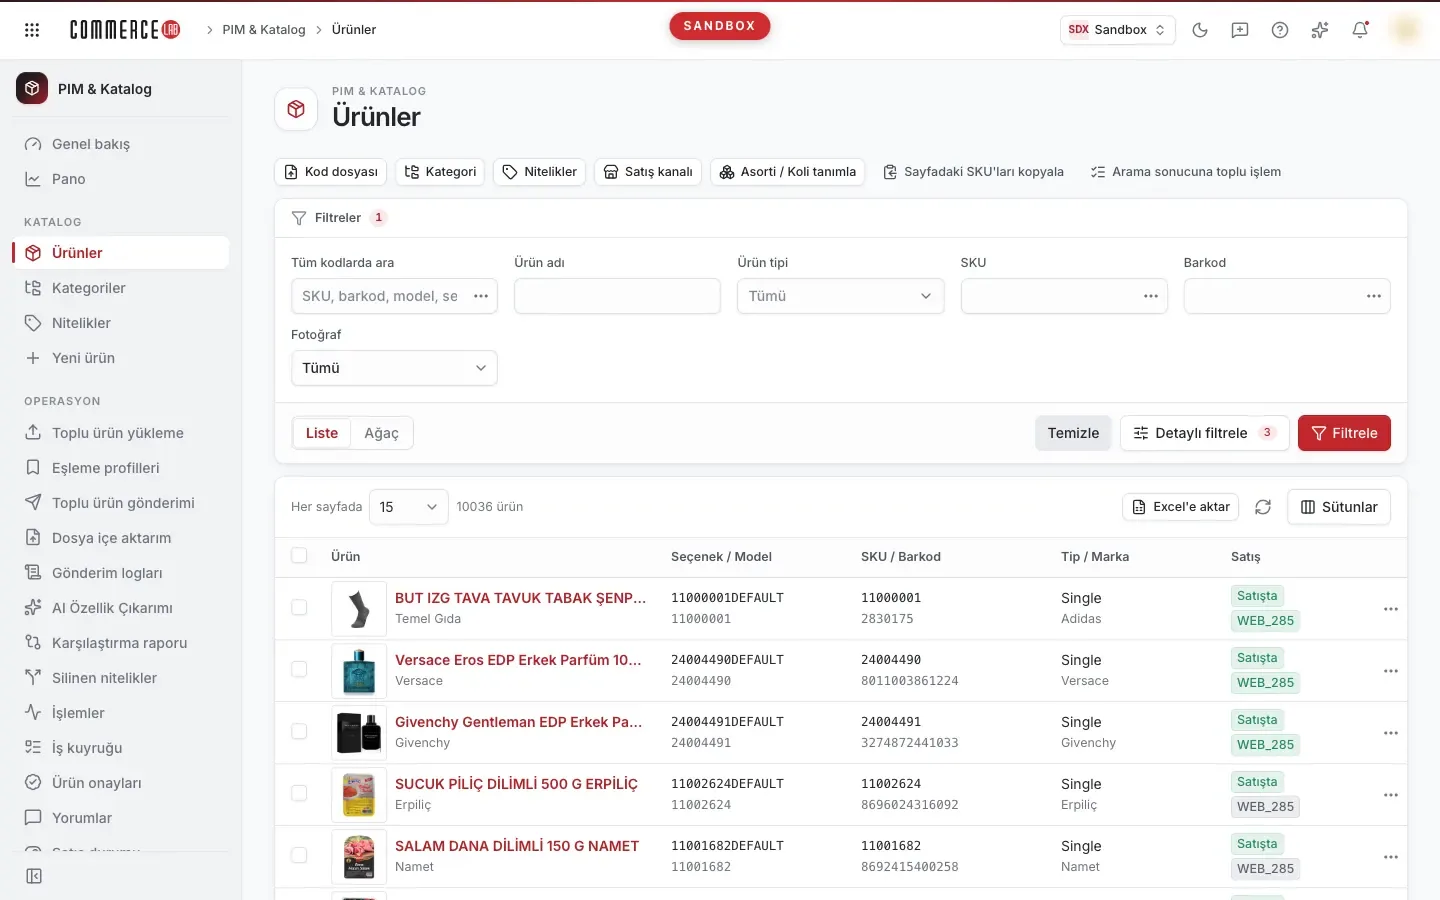 COMMERCE LAB
PIM & Katalog
Ürünler
SANDBOX
SDX Sandbox
PIM & Katalog
Genel bakış
Pano
KATALOG
Ürünler
Kategoriler
Nitelikler
Yeni ürün
OPERASYON
Toplu ürün yükleme
Eşleme profilleri
Toplu ürün gönderimi
Dosya içe aktarım
Gönderim logları
AI Özellik Çıkarımı
Karşılaştırma raporu
Silinen nitelikler
İşlemler
İş kuyruğu
Ürün onayları
Yorumlar
PIM & KATALOG
Ürünler
Kod dosyası
Kategori
Nitelikler
Satış kanalı
Asorti / Koli tanımla
Sayfadaki SKU'ları kopyala
Arama sonucuna toplu işlem
Filtreler 1
Tüm kodlarda ara
Ürün adı
Ürün tipi
SKU
Barkod
SKU, barkod, model, se
Tümü
Fotoğraf
Tümü
Liste
Ağaç
Temizle
Detaylı filtrele 3
Filtrele
Her sayfada 15 10036 ürün
Excel'e aktar
Sütunlar
Ürün Seçenek / Model SKU / Barkod Tip / Marka Satış
BUT IZG TAVA TAVUK TABAK ŞENP... 11000001DEFAULT 11000001 Single Satışta
Temel Gıda 11000001 2830175 Adidas WEB_285
Versace Eros EDP Erkek Parfüm 10... 24004490DEFAULT 24004490 Single Satışta
Versace 24004490 8011003861224 Versace WEB_285
Givenchy Gentleman EDP Erkek Pa... 24004491DEFAULT 24004491 Single Satışta
Givenchy 24004491 3274872441033 Givenchy WEB_285
SUCUK PİLİÇ DİLİMLİ 500 G ERPİLİÇ 11002624DEFAULT 11002624 Single Satışta
Erpiliç 11002624 8696024316092 Erpiliç WEB_285
SALAM DANA DİLİMLİ 150 G NAMET 11001682DEFAULT 11001682 Single Satışta
Namet 11001682 8692415400258 Namet WEB_285